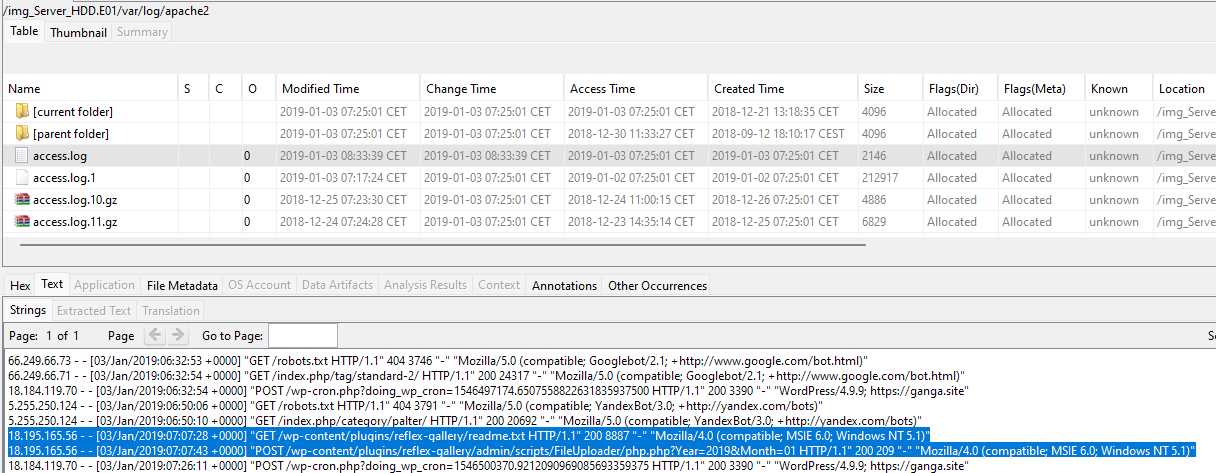 /img_Server_HDD.E01/var/log/apache2
Table Thumbnail Summary
Name S C O Modified Time Change Time Access Time Created Time Size Flags(Dir) Flags(Meta) Known Location
[current folder] 2019-01-03 07:25:01 CET 2019-01-03 07:25:01 CET 2019-01-03 07:25:01 CET 2018-12-21 13:18:35 CET 4096 Allocated Allocated unknown /img_Serve
[parent folder] 2019-01-03 07:25:01 CET 2019-01-03 07:25:01 CET 2018-12-30 11:33:27 CET 2018-09-12 18:10:17 CEST 4096 Allocated Allocated unknown /img_Serve
access.log 0 2019-01-03 08:33:39 CET 2019-01-03 08:33:39 CET 2019-01-03 07:25:01 CET 2019-01-03 07:25:01 CET 2146 Allocated Allocated unknown /img_Serve
access.log.1 0 2019-01-03 07:17:24 CET 2019-01-03 07:25:01 CET 2019-01-02 07:25:01 CET 2019-01-02 07:25:01 CET 212917 Allocated Allocated unknown /img_Serve
access.log.10.gz 0 2018-12-25 07:23:30 CET 2019-01-03 07:25:01 CET 2018-12-24 11:00:15 CET 2018-12-26 07:25:01 CET 4886 Allocated Allocated unknown /img_Serve
access.log.11.gz 0 2018-12-24 07:24:28 CET 2019-01-03 07:25:01 CET 2018-12-23 14:35:14 CET 2018-12-25 07:25:01 CET 6829 Allocated Allocated unknown /img_Serve
Hex Text Application File Metadata OS Account Data Artifacts Analysis Results Context Annotations Other Occurrences
Strings Extracted Text Translation
Page: 1 of 1 Page Go to Page: Sc
66.249.66.73 - - [03/Jan/2019:06:32:53 +0000] "GET /robots.txt HTTP/1.1" 404 3746 "-" "Mozilla/5.0 (compatible; Googlebot/2.1; +http://www.google.com/bot.html)"
66.249.66.71 - - [03/Jan/2019:06:32:54 +0000] "GET /index.php/tag/standard-2/ HTTP/1.1" 200 24317 "-" "Mozilla/5.0 (compatible; Googlebot/2.1; +http://www.google.com/bot.html)"
18.184.119.70 - - [03/Jan/2019:06:32:54 +0000] "POST /wp-cron.php?doing_wp_cron=1546497174.6507558822631835937500 HTTP/1.1" 200 3390 "-" "WordPress/4.9.9; https://ganga.site"
5.255.250.124 - - [03/Jan/2019:06:50:06 +0000] "GET /robots.txt HTTP/1.1" 404 3791 "-" "Mozilla/5.0 (compatible; YandexBot/3.0; +http://yandex.com/bots)"
5.255.250.124 - - [03/Jan/2019:06:50:10 +0000] "GET /index.php/category/palter/ HTTP/1.1" 200 20692 "-" "Mozilla/5.0 (compatible; YandexBot/3.0; +http://yandex.com/bots)"
18.195.165.56 - - [03/Jan/2019:07:07:28 +0000] "GET /wp-content/plugins/reflex-gallery/readme.txt HTTP/1.1" 200 8887 "-" "Mozilla/4.0 (compatible; MSIE 6.0; Windows NT 5.1)"
18.195.165.56 - - [03/Jan/2019:07:07:43 +0000] "POST /wp-content/plugins/reflex-gallery/admin/scripts/FileUploader/php.php?Year=2019&Month=01 HTTP/1.1" 200 209 "-" "Mozilla/4.0 (compatible; MSIE 6.0; Windows NT 5.1)"
18.184.119.70 - - [03/Jan/2019:07:26:11 +0000] "POST /wp-cron.php?doing_wp_cron=1546500370.9212090969085693359375 HTTP/1.1" 200 3390 "-" "WordPress/4.9.9; https://ganga.site"